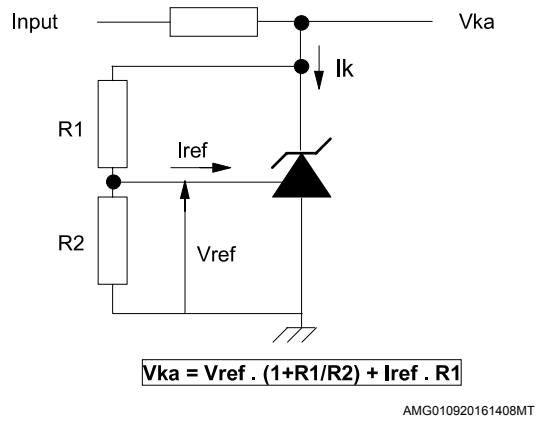 Input
Vka
Ik
R1
Iref
R2
Vref
Vka = Vref . (1+R1/R2) + Iref . R1
AMG010920161408MT